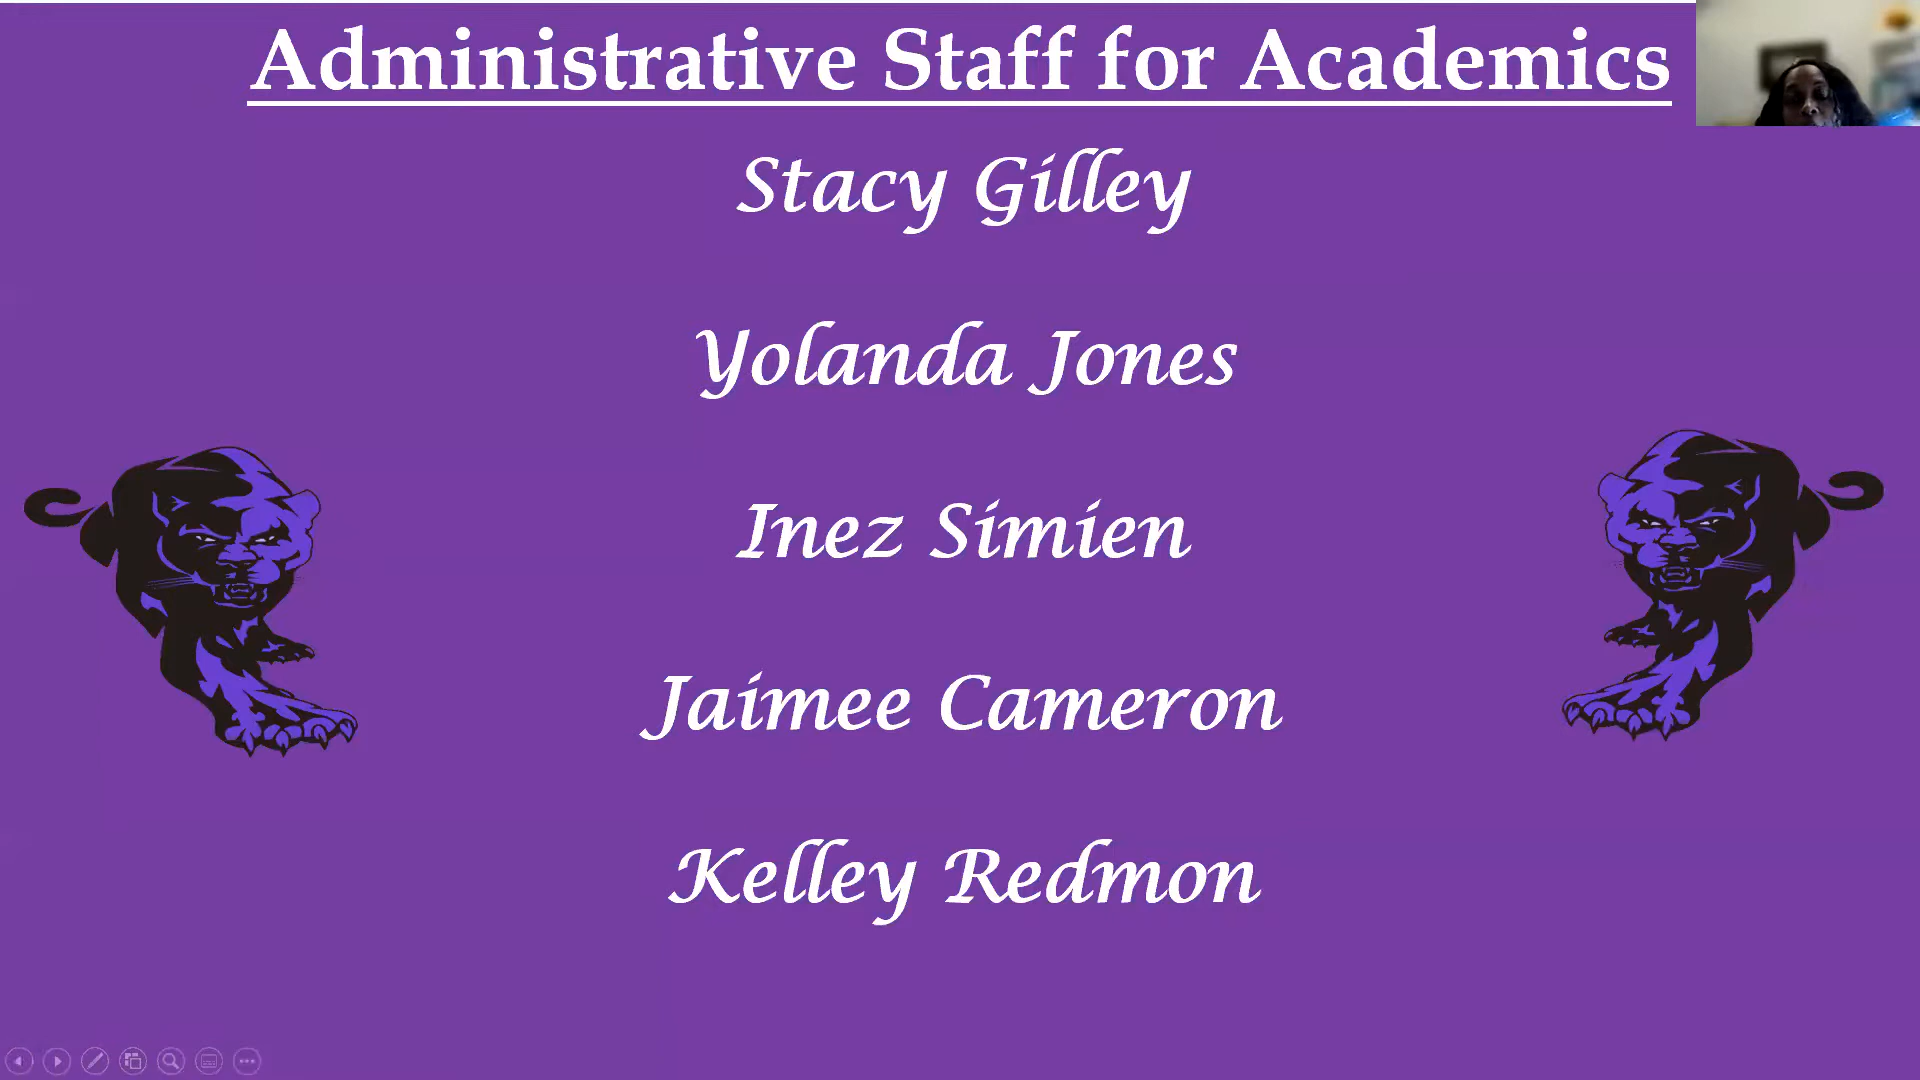 Administrative Staff for Academics
Stacy Gilley
Yolanda Jones
Inez Simien
Jaimee Cameron
Kelley Redmon